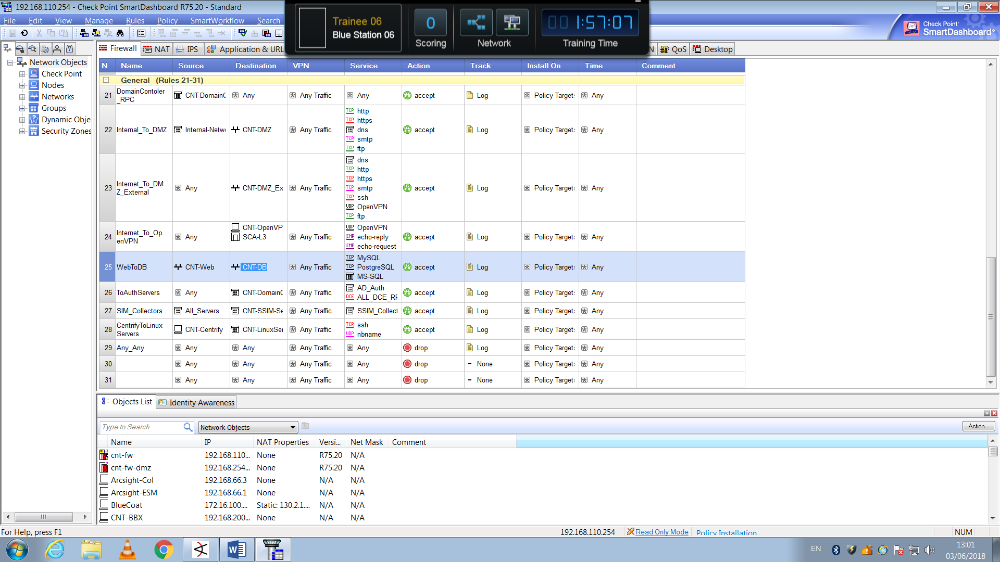 192.168.110.254 - Check Point SmartDashboard R75.20 - Standard
File Edit View Manage Rules Policy SmartWorkflow Search
Trainee 06
Blue Station 06
0
Scoring
Network
00 1:57:07
Training Time
Check Point
SmartDashboard
Firewall NAT IPS Application & URL N QoS Desktop
Network Objects
Check Point
Nodes
Networks
Groups
Dynamic Obje
Security Zones
N... Name Source Destination VPN Service Action Track Install On Time Comment
General (Rules 21-31)
21 DomainContoler_RPC CNT-DomainC Any Any Traffic Any accept Log Policy Target: Any
22 Internal_To_DMZ Internal-Netw CNT-DMZ Any Traffic http https dns smtp ftp accept Log Policy Target: Any
23 Internet_To_DMZ_External Any CNT-DMZ_Ex Any Traffic dns http https smtp ssh OpenVPN ftp accept Log Policy Target: Any
24 Internet_To_OpenVPN Any CNT-OpenVP SCA-L3 Any Traffic OpenVPN echo-reply echo-request accept Log Policy Target: Any
25 WebToDB CNT-Web CNT-DB Any Traffic MySQL PostgreSQL MS-SQL accept Log Policy Target: Any
26 ToAuthServers Any CNT-DomainC Any Traffic AD_Auth ALL_DCE_RF accept Log Policy Target: Any
27 SIM_Collectors All_Servers CNT-SSIM-Se Any Traffic SSIM_Collect accept Log Policy Target: Any
28 CentrifyToLinuxServers CNT-Centrify CNT-LinuxSer Any Traffic ssh nbname accept Log Policy Target: Any
29 Any_Any Any Any Any Traffic Any drop Log Policy Target: Any
30 Any Any Any Traffic Any drop None Policy Target: Any
31 Any Any Any Traffic Any drop None Policy Target: Any
Objects List Identity Awareness
Type to Search Network Objects Action...
Name IP NAT Properties Versi... Net Mask Comment
cnt-fw 192.168.110... None R75.20 N/A
cnt-fw-dmz 192.168.254... None R75.20 N/A
Arcsight-Col 192.168.66.3 None N/A N/A
Arcsight-ESM 192.168.66.1 None N/A N/A
BlueCoat 172.16.100.... Static: 130.2.1.... N/A N/A
CNT-BBX 192.168.200... None N/A N/A
For Help, press F1 192.168.110.254 Read Only Mode Policy Installation NUM
EN 13:01
03/06/2018